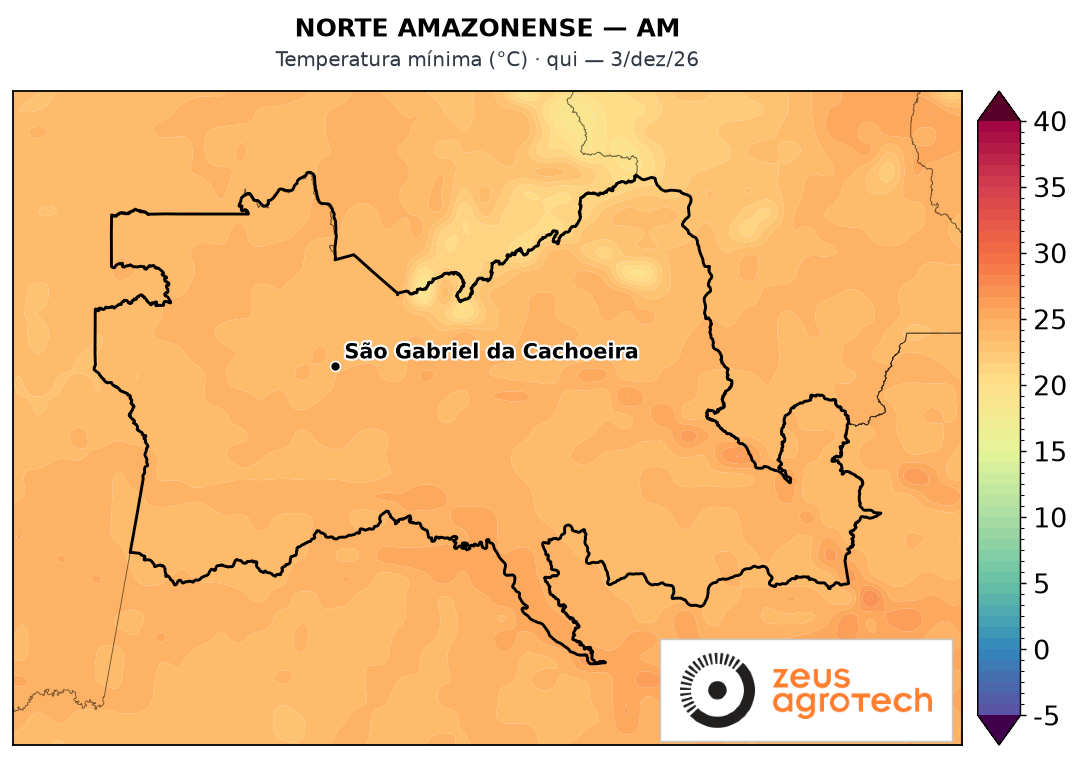 NORTE AMAZONENSE — AM
Temperatura mínima (°C) · qui — 3/dez/26
São Gabriel da Cachoeira
40
35
30
25
20
15
10
5
0
-5
zeus
agrotech